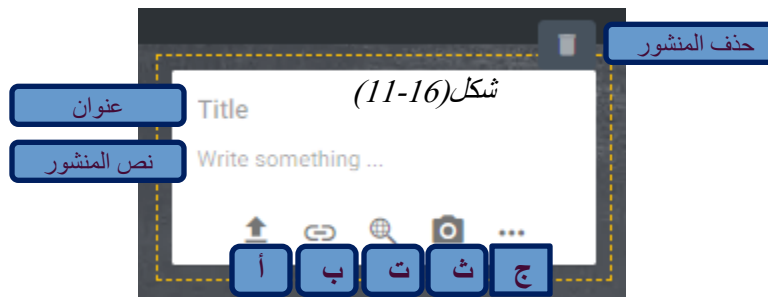 حذف المنشور
شكل(11-16)
عنوان
Title
نص المنشور
Write something ...
أ
ب
ت
ث
ج